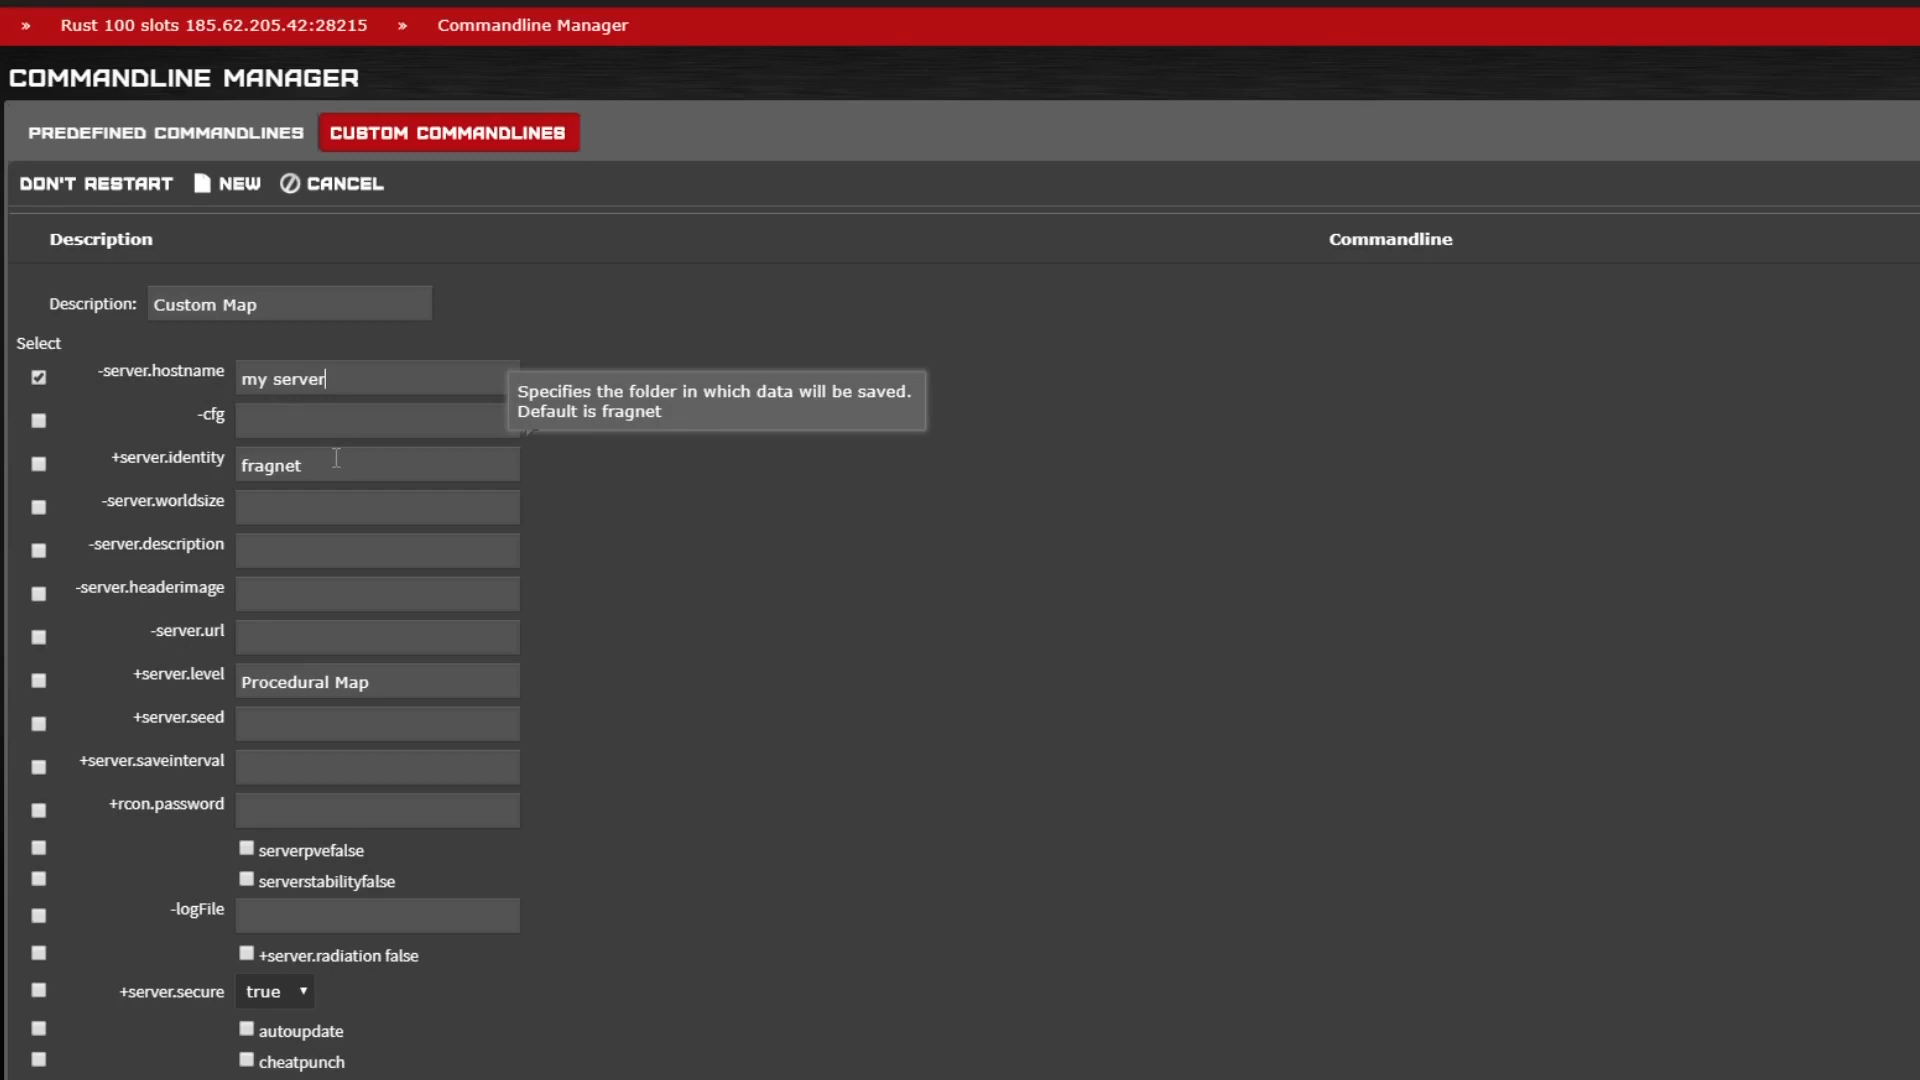 » Rust 100 slots 185.62.205.42:28215 » Commandline Manager
COMMANDLINE MANAGER
PREDEFINED COMMANDLINES CUSTOM COMMANDLINES
DON'T RESTART NEW CANCEL
Description Commandline
Description: Custom Map
Select
-server.hostname my server
Specifies the folder in which data will be saved.
Default is fragnet
-cfg
+server.identity fragnet
-server.worldsize
-server.description
-server.headerimage
-server.url
+server.level Procedural Map
+server.seed
+server.saveinterval
+rcon.password
serverpvefalse
serverstabilityfalse
-logFile
+server.radiation false
+server.secure true
autoupdate
cheatpunch